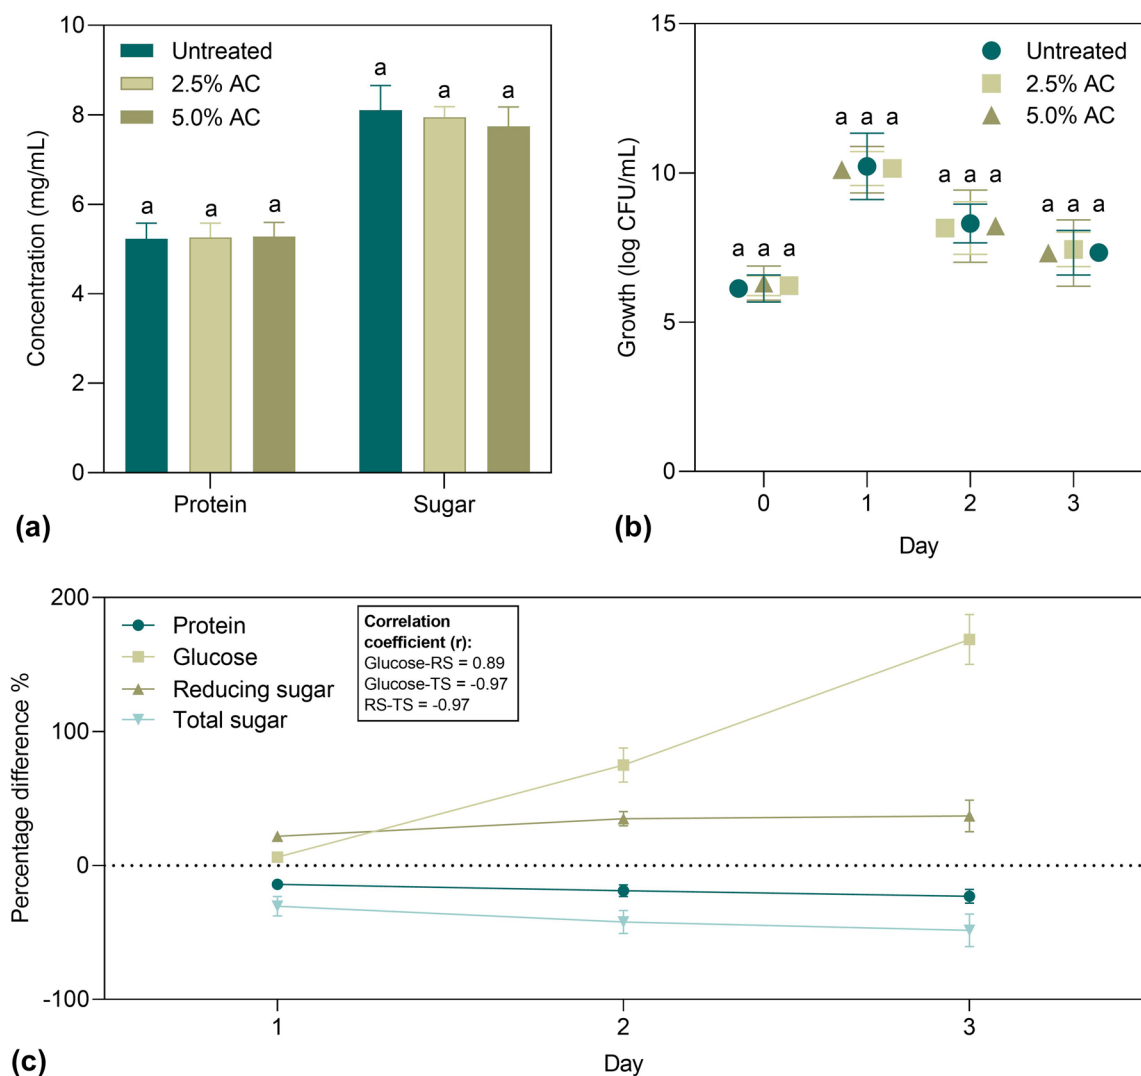 10
8
6
4
2
0
Concentration (mg/mL)
Untreated
2.5% AC
5.0% AC
a a a
a a a
Protein Sugar
(a)
15
10
5
0
Growth (log CFU/mL)
Untreated
2.5% AC
5.0% AC
a a a
a a a
a a a
a a a
0 1 2 3
Day
(b)
200
100
0
-100
Percentage difference %
Protein
Glucose
Reducing sugar
Total sugar
Correlation
coefficient (r):
Glucose-RS = 0.89
Glucose-TS = -0.97
RS-TS = -0.97
1 2 3
Day
(c)